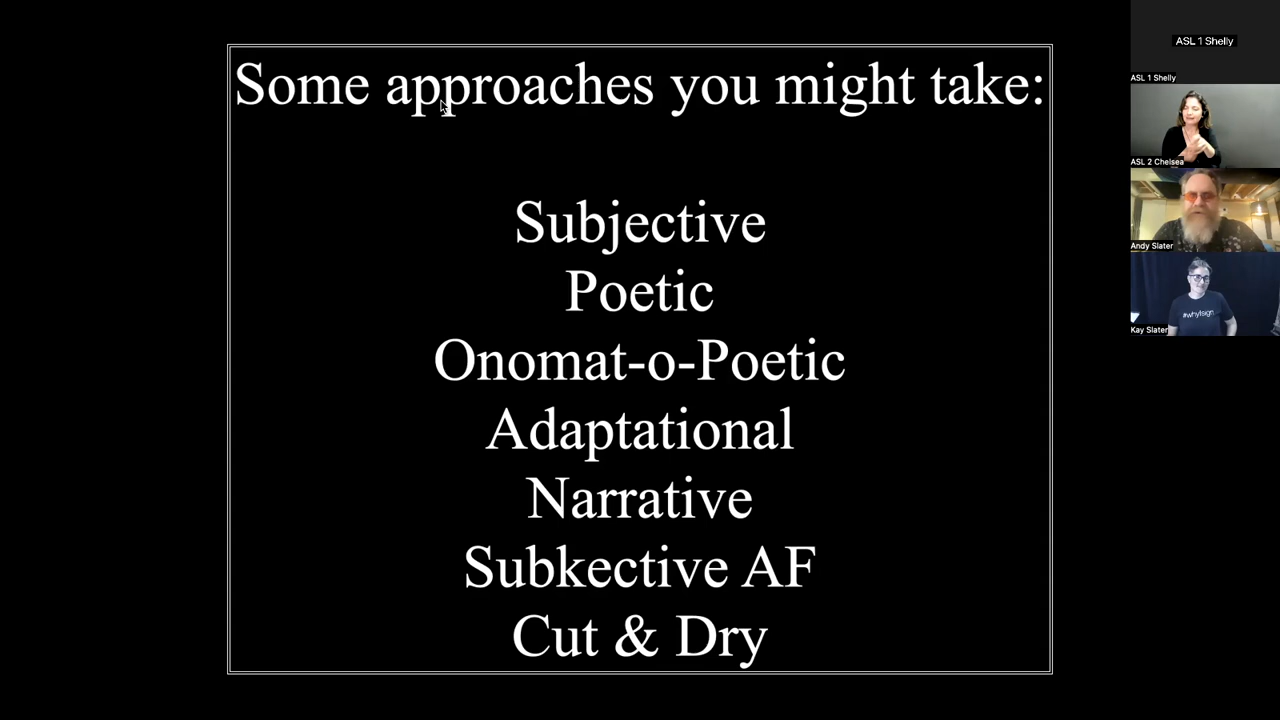 Some approaches you might take:
Subjective
Poetic
Onomat-o-Poetic
Adaptational
Narrative
Subkective AF
Cut & Dry
ASL 1 Shelly
ASL 1 Shelly
ASL 2 Chelsea
Andy Slater
#whyIsign
Kay Slater